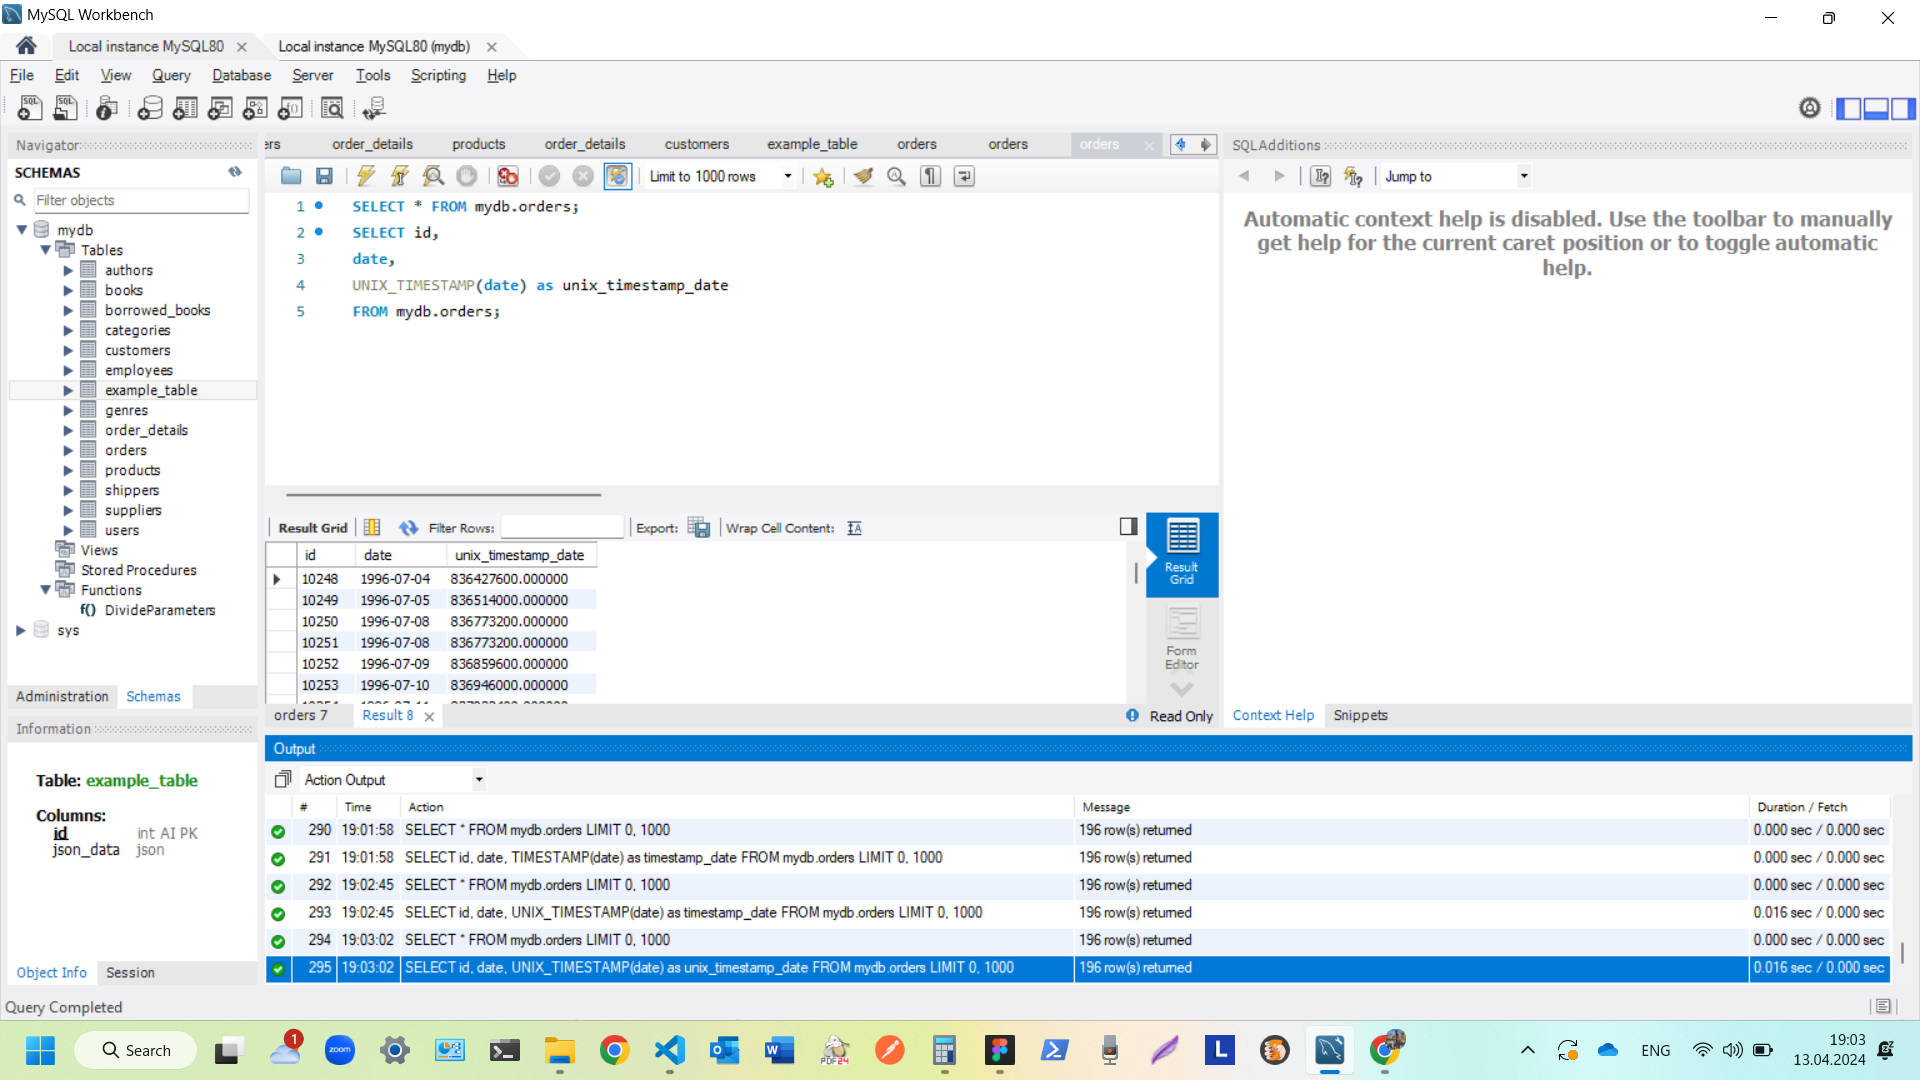 MySQL Workbench
Local instance MySQL80
Local instance MySQL80 (mydb)
File Edit View Query Database Server Tools Scripting Help
Navigator
SCHEMAS
Filter objects
mydb
Tables
authors
books
borrowed_books
categories
customers
employees
example_table
genres
order_details
orders
products
shippers
suppliers
users
Views
Stored Procedures
Functions
f() DivideParameters
sys
Administration Schemas
Information
Table: example_table
Columns:
id int AI PK
json_data json
Object Info Session
ers order_details products order_details customers example_table orders orders orders
Limit to 1000 rows
1 SELECT * FROM mydb.orders;
2 SELECT id,
3 date,
4 UNIX_TIMESTAMP(date) as unix_timestamp_date
5 FROM mydb.orders;
Result Grid Filter Rows: Export: Wrap Cell Content:
id date unix_timestamp_date
10248 1996-07-04 836427600.000000
10249 1996-07-05 836514000.000000
10250 1996-07-08 836773200.000000
10251 1996-07-08 836773200.000000
10252 1996-07-09 836859600.000000
10253 1996-07-10 836946000.000000
Result
Grid
Form
Editor
orders 7 Result 8 Read Only
SQLAdditions
Jump to
Automatic context help is disabled. Use the toolbar to manually
get help for the current caret position or to toggle automatic
help.
Context Help Snippets
Output
Action Output
# Time Action Message Duration / Fetch
290 19:01:58 SELECT * FROM mydb.orders LIMIT 0, 1000 196 row(s) returned 0.000 sec / 0.000 sec
291 19:01:58 SELECT id, date, TIMESTAMP(date) as timestamp_date FROM mydb.orders LIMIT 0, 1000 196 row(s) returned 0.000 sec / 0.000 sec
292 19:02:45 SELECT * FROM mydb.orders LIMIT 0, 1000 196 row(s) returned 0.000 sec / 0.000 sec
293 19:02:45 SELECT id, date, UNIX_TIMESTAMP(date) as timestamp_date FROM mydb.orders LIMIT 0, 1000 196 row(s) returned 0.016 sec / 0.000 sec
294 19:03:02 SELECT * FROM mydb.orders LIMIT 0, 1000 196 row(s) returned 0.000 sec / 0.000 sec
295 19:03:02 SELECT id, date, UNIX_TIMESTAMP(date) as unix_timestamp_date FROM mydb.orders LIMIT 0, 1000 196 row(s) returned 0.016 sec / 0.000 sec
Query Completed
Search
1
zoom
PDF24
L
ENG
19:03
13.04.2024